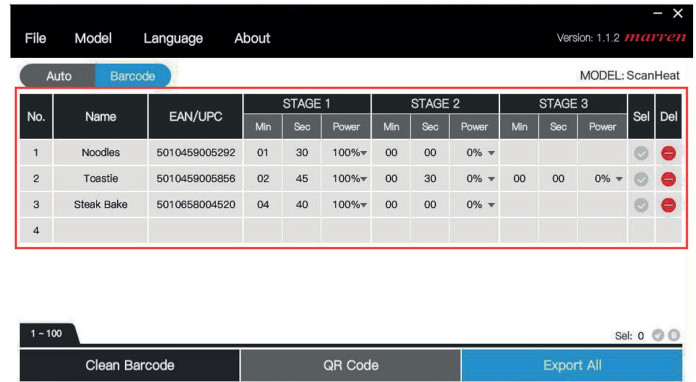 File Model Language About Version: 1.1.2 marren
Auto Barcode MODEL: ScanHeat
No. Name EAN/UPC STAGE 1 STAGE 2 STAGE 3 Sel Del
Min Sec Power Min Sec Power Min Sec Power
1 Noodles 5010459005292 01 30 100% 00 00 0%
2 Toastie 5010459005856 02 45 100% 00 30 0% 00 00 0%
3 Steak Bake 5010658004520 04 40 100% 00 00 0%
4
1 ~ 100 Sel: 0
Clean Barcode QR Code Export All